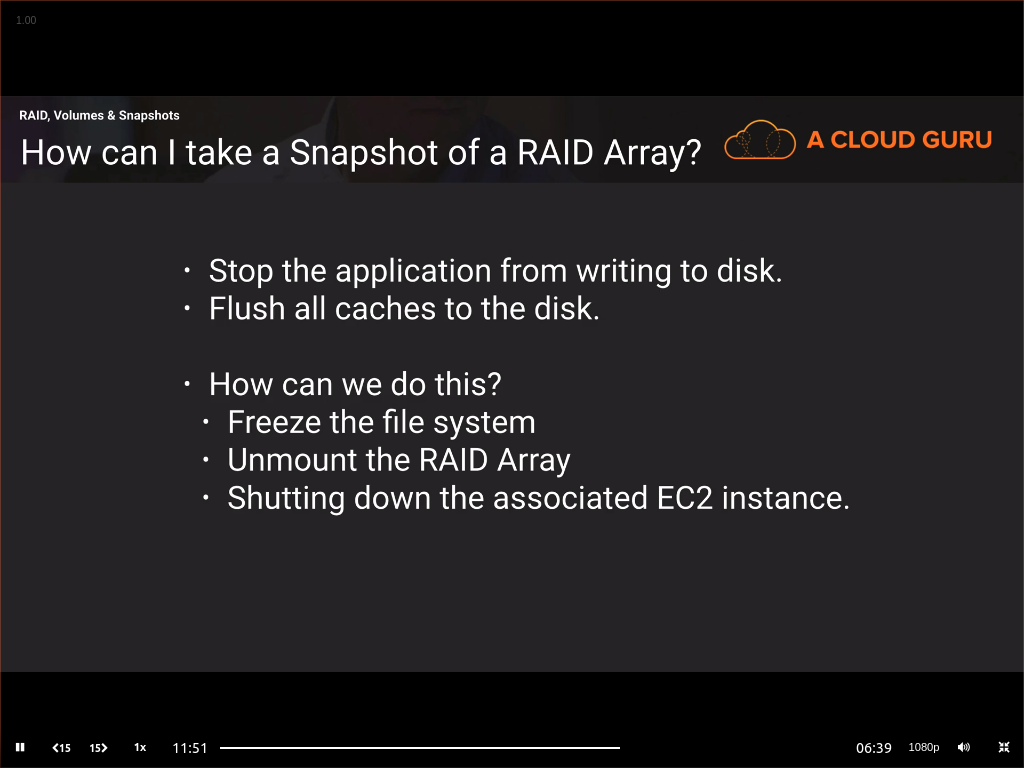 1.00
RAID, Volumes & Snapshots
How can I take a Snapshot of a RAID Array?
A CLOUD GURU
• Stop the application from writing to disk.
• Flush all caches to the disk.
• How can we do this?
• Freeze the file system
• Unmount the RAID Array
• Shutting down the associated EC2 instance.
15 15 1x 11:51 06:39 1080p